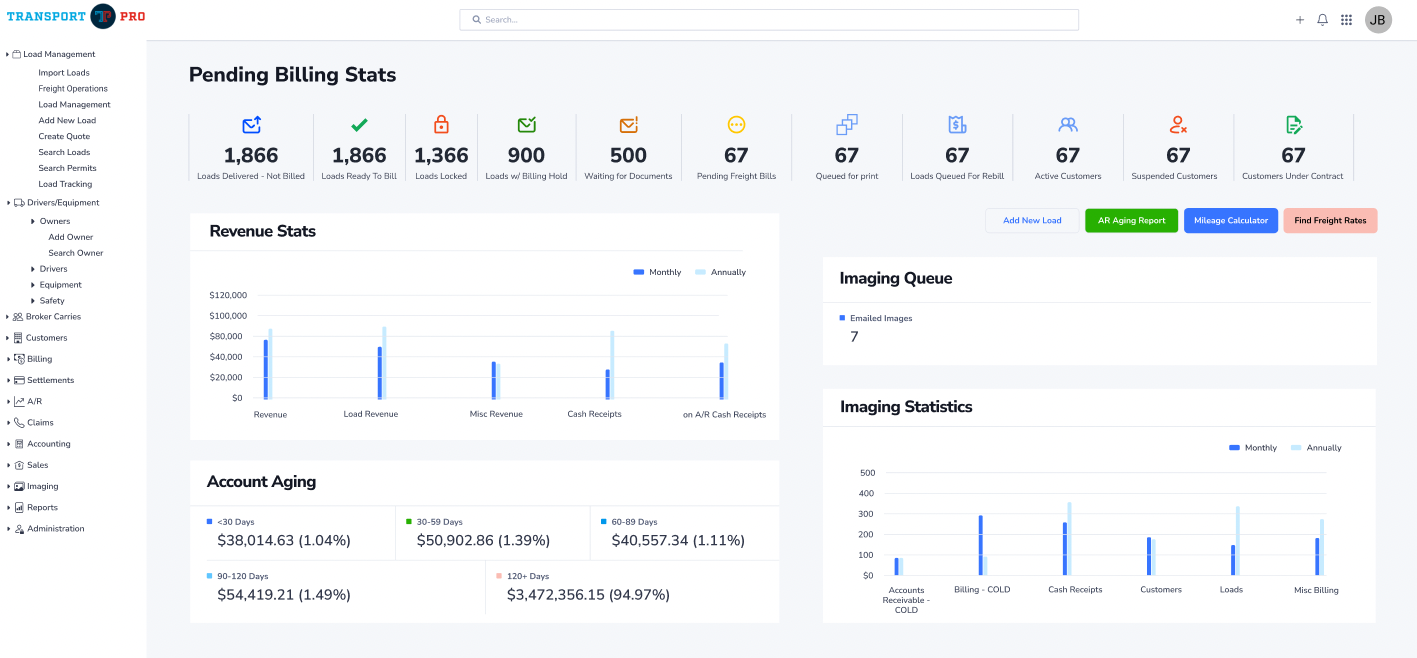 TRANSPORT TP PRO
Search...
JB
Load Management
Import Loads
Freight Operations
Load Management
Add New Load
Create Quote
Search Loads
Search Permits
Load Tracking
Drivers/Equipment
Owners
Add Owner
Search Owner
Drivers
Equipment
Safety
Broker Carries
Customers
Billing
Settlements
A/R
Claims
Accounting
Sales
Imaging
Reports
Administration
Pending Billing Stats
1,866
Loads Delivered - Not Billed
1,866
Loads Ready To Bill
1,366
Loads Locked
900
Loads w/ Billing Hold
500
Waiting for Documents
67
Pending Freight Bills
67
Queued for print
67
Loads Queued For Rebill
67
Active Customers
67
Suspended Customers
67
Customers Under Contract
Add New Load
AR Aging Report
Mileage Calculator
Find Freight Rates
Revenue Stats
Monthly
Annually
$120,000
$100,000
$80,000
$40,000
$20,000
$0
Revenue
Load Revenue
Misc Revenue
Cash Receipts
on A/R Cash Receipts
Account Aging
<30 Days
$38,014.63 (1.04%)
30-59 Days
$50,902.86 (1.39%)
60-89 Days
$40,557.34 (1.11%)
90-120 Days
$54,419.21 (1.49%)
120+ Days
$3,472,356.15 (94.97%)
Imaging Queue
Emailed Images
7
Imaging Statistics
Monthly
Annually
500
400
300
200
100
$0
Accounts
Receivable -
COLD
Billing - COLD
Cash Receipts
Customers
Loads
Misc Billing